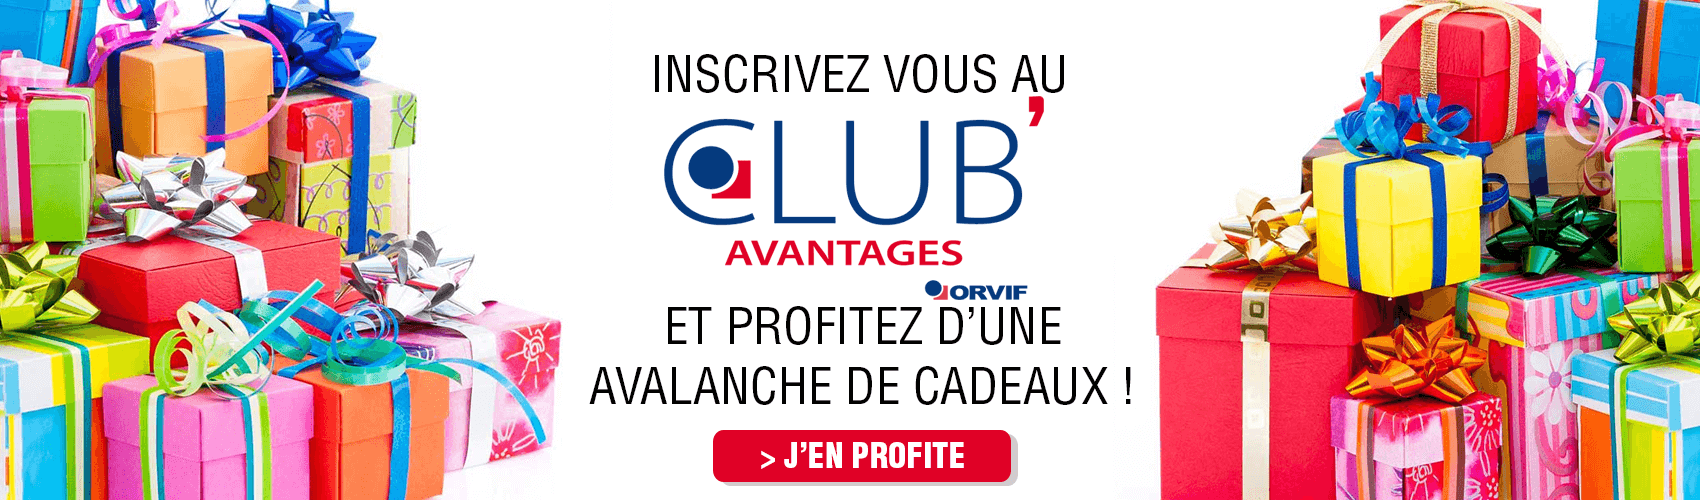 INSCRIVEZ VOUS AU
CLUB'
AVANTAGES
ORVIF
ET PROFITEZ D'UNE
AVALANCHE DE CADEAUX !
> J'EN PROFITE